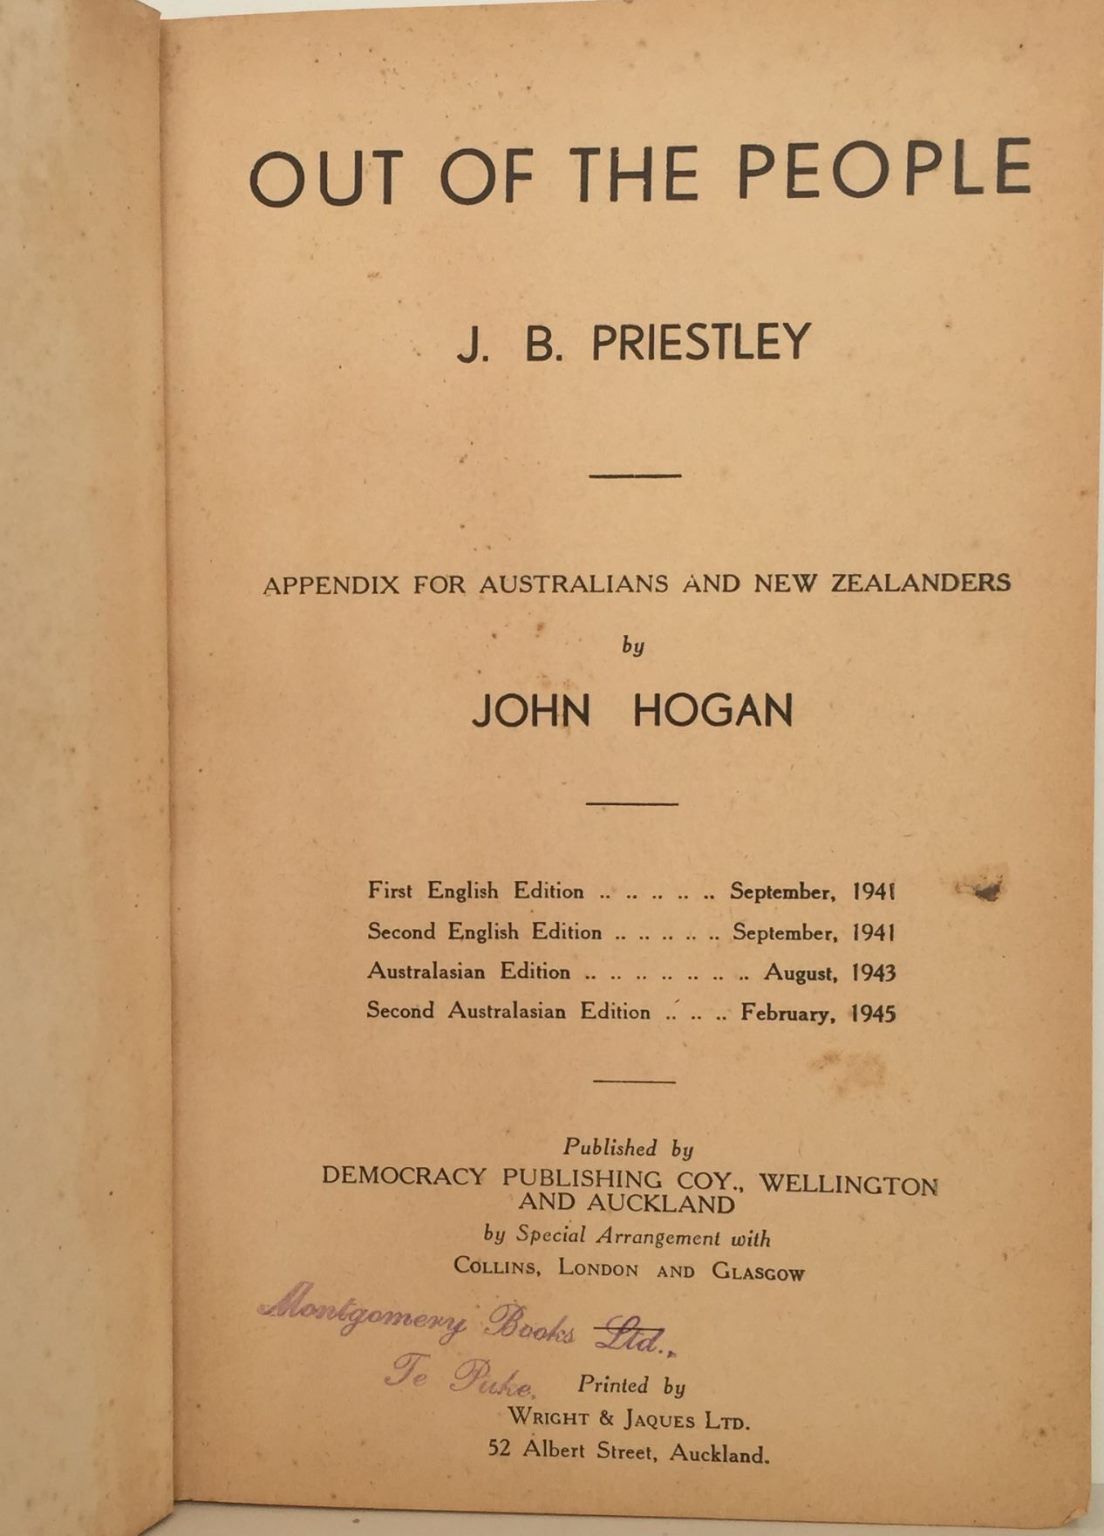 OUT OF THE PEOPLE
J. B. PRIESTLEY
APPENDIX FOR AUSTRALIANS AND NEW ZEALANDERS
by
JOHN HOGAN
First English Edition .. .. .. .. .. September, 1941
Second English Edition .. .. .. .. .. September, 1941
Australasian Edition .. .. .. .. .. .. .. August, 1943
Second Australasian Edition .. .. .. February, 1945
Published by
DEMOCRACY PUBLISHING COY., WELLINGTON
AND AUCKLAND
by Special Arrangement with
COLLINS, LONDON AND GLASGOW
Montgomery Books Ltd.,
Te Puke.
Printed by
WRIGHT & JAQUES LTD.
52 Albert Street, Auckland.